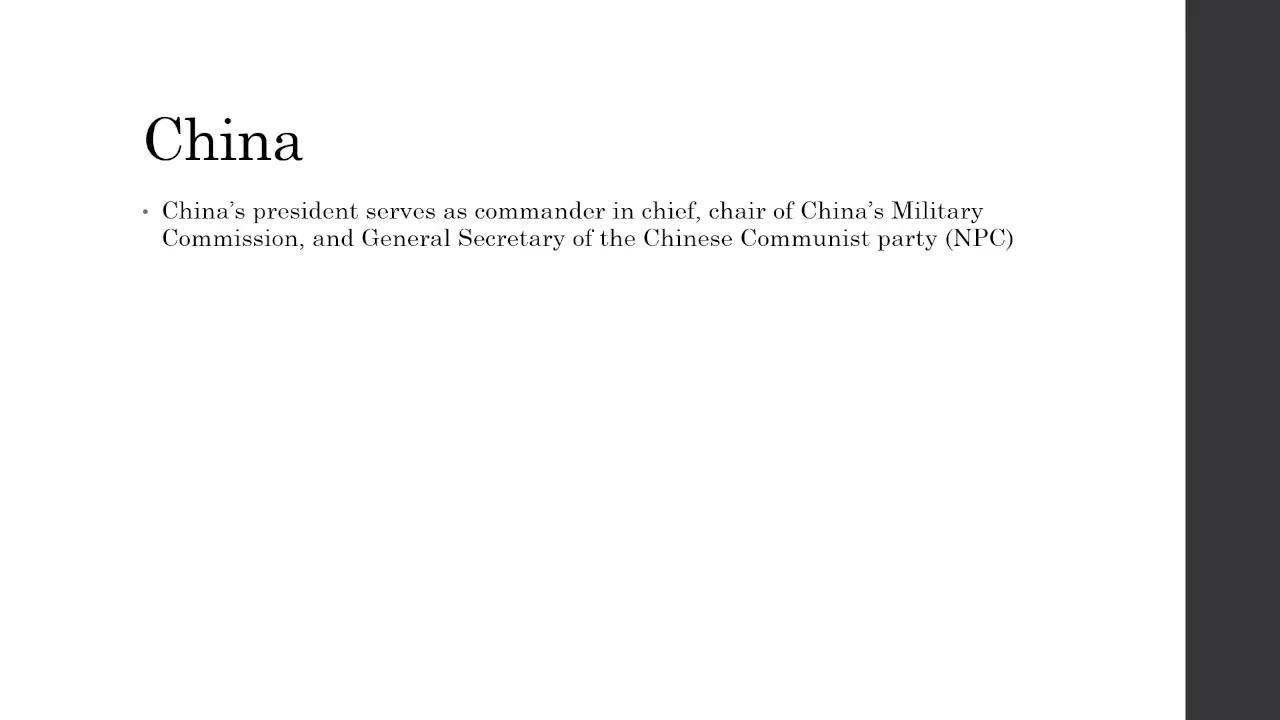 China
• China’s president serves as commander in chief, chair of China’s Military
Commission, and General Secretary of the Chinese Communist party (NPC)